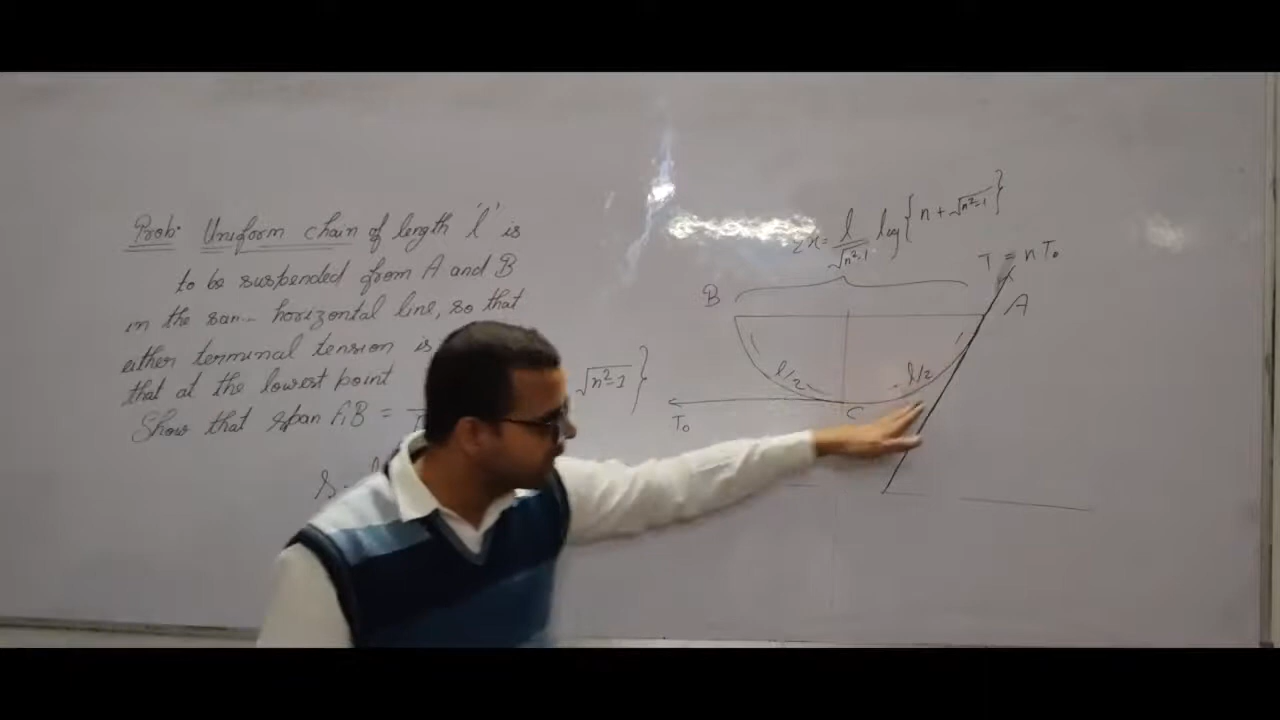 Prob. Uniform chain of length 'l' is
to be suspended from A and B
in the sam horizontal line, so that
either terminal tension is
that at the lowest point
Show that span AB =
√n²-1 }
2x = l/√n²-1 log { n + √n²-1 }
T = n T₀
B
A
l/2
l/2
C
T₀
s =